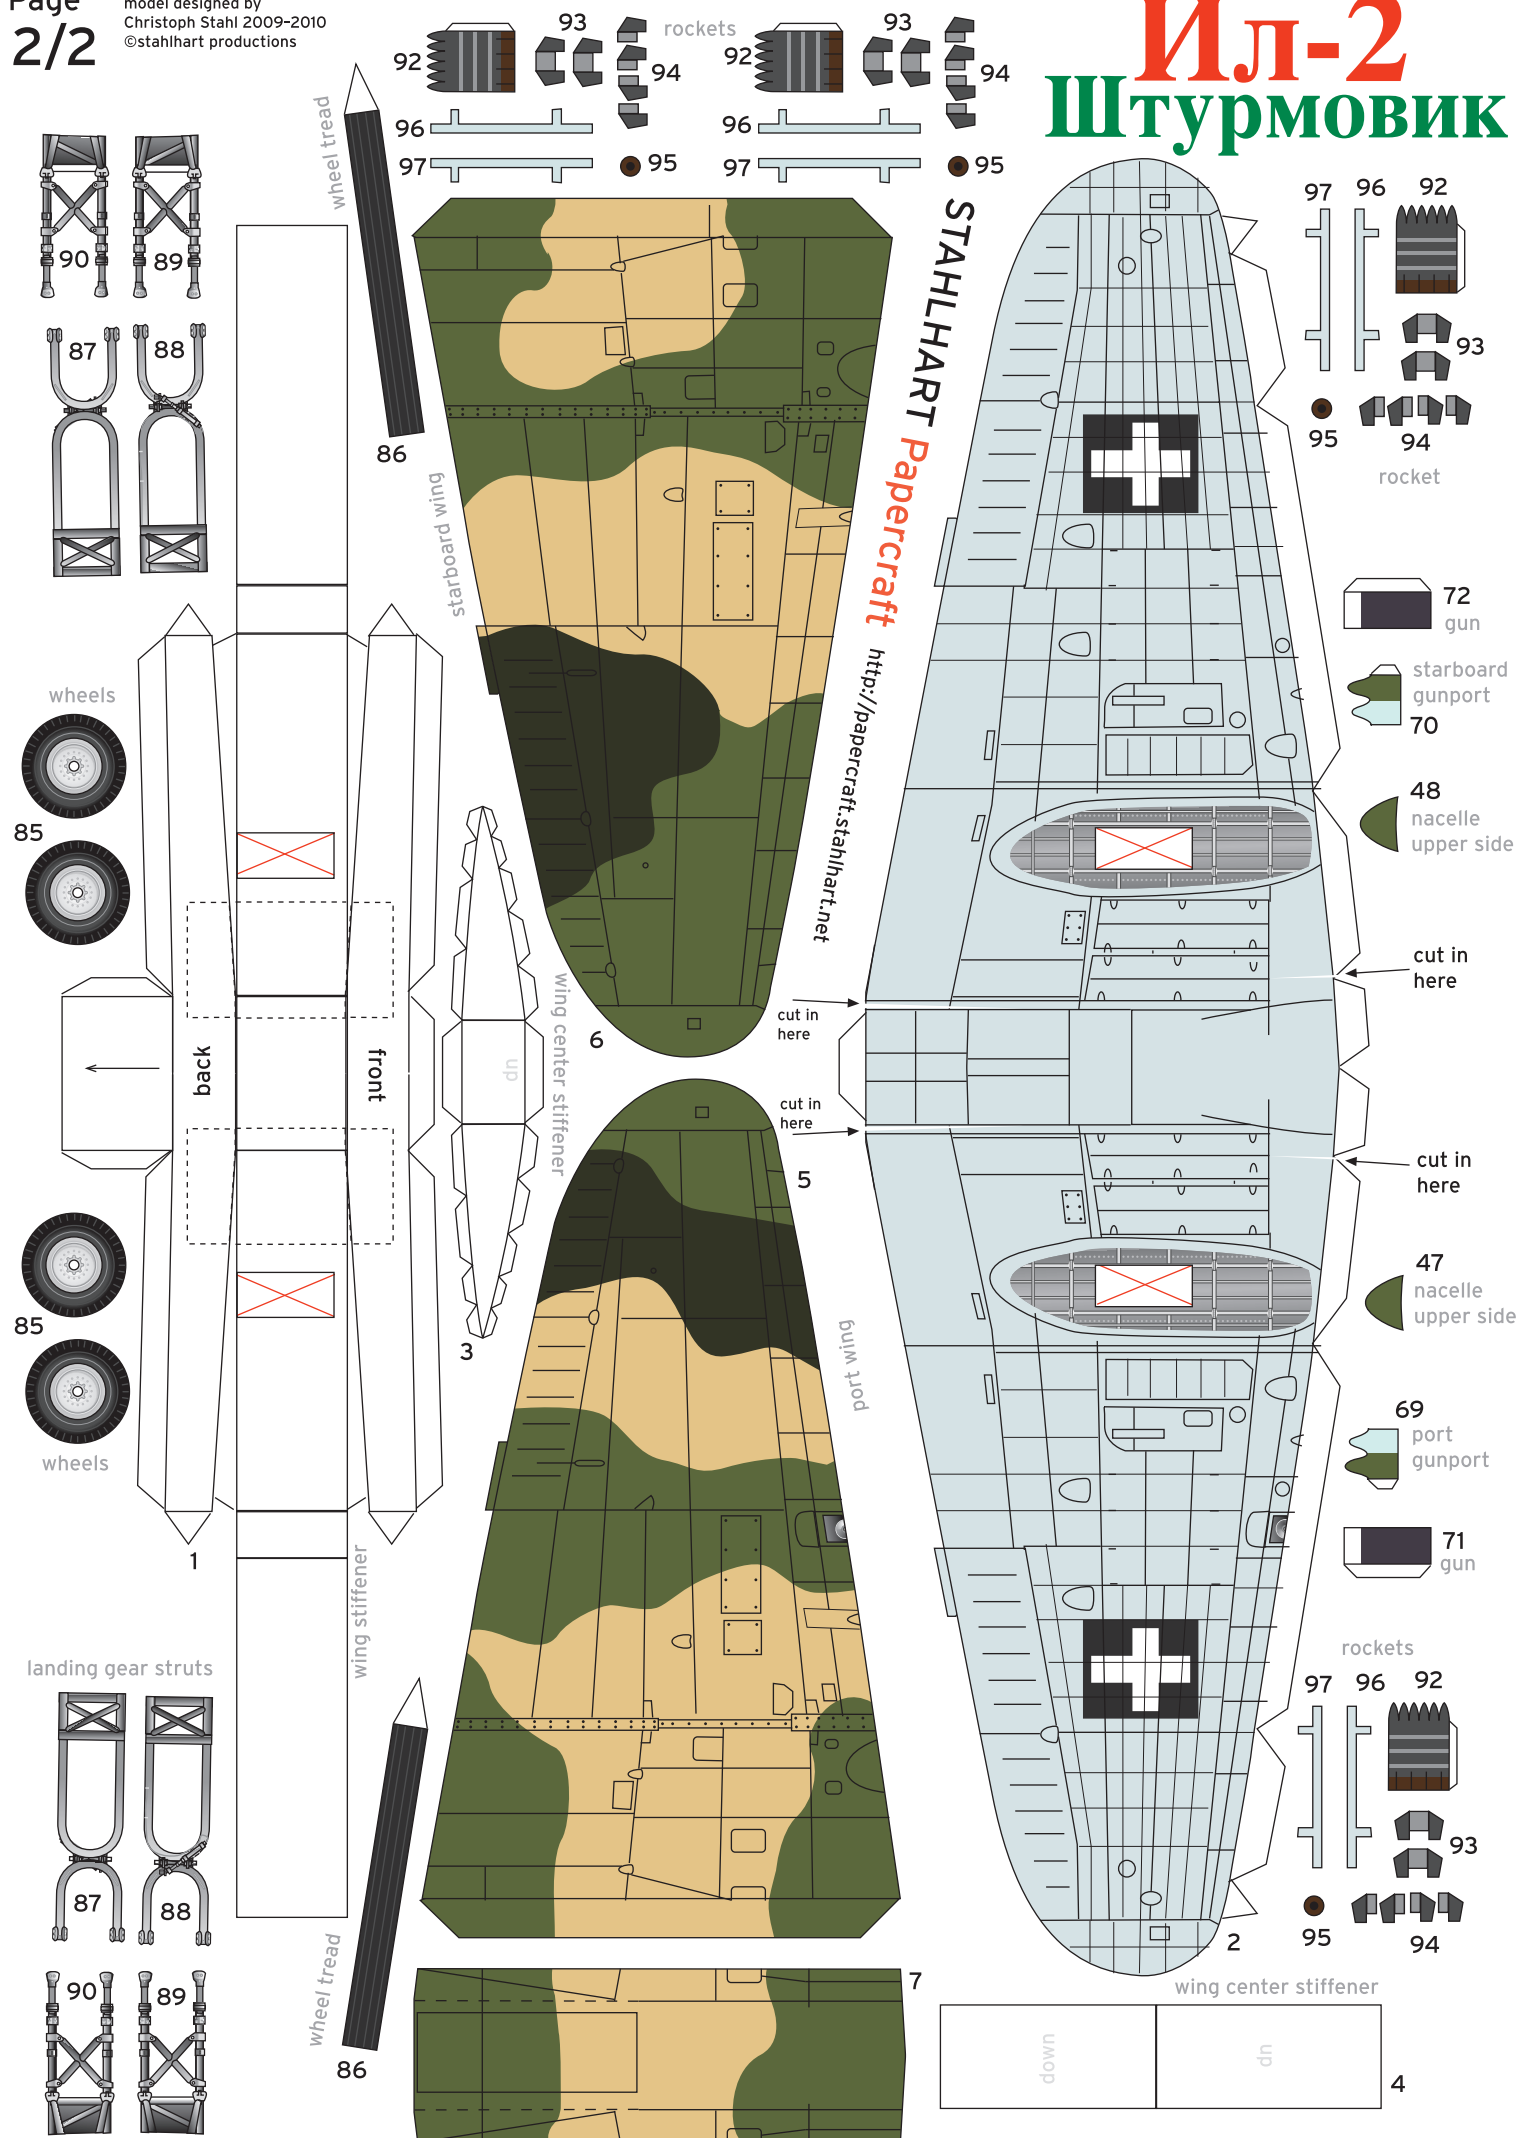 Page
2/2
model designed by
Christoph Stahl 2009–2010
©stahlhart productions
92
93
rockets
94
96
97
95
92
93
94
96
97
95
Ил-2
Штурмовик
wheel tread
86
90
89
87
88
starboard wing
STAHLHART Papercraft http://papercraft.stahlhart.net
97
96
92
93
95
94
rocket
72
gun
starboard
gunport
70
48
nacelle
upper side
wheels
85
cut in
here
cut in
here
6
wing center stiffener
back
front
up
cut in
here
5
cut in
here
85
wheels
3
port wing
47
nacelle
upper side
69
port
gunport
71
gun
1
wing stiffener
landing gear struts
87
88
90
89
wheel tread
86
rockets
97
96
92
93
95
94
2
7
wing center stiffener
down
up
4